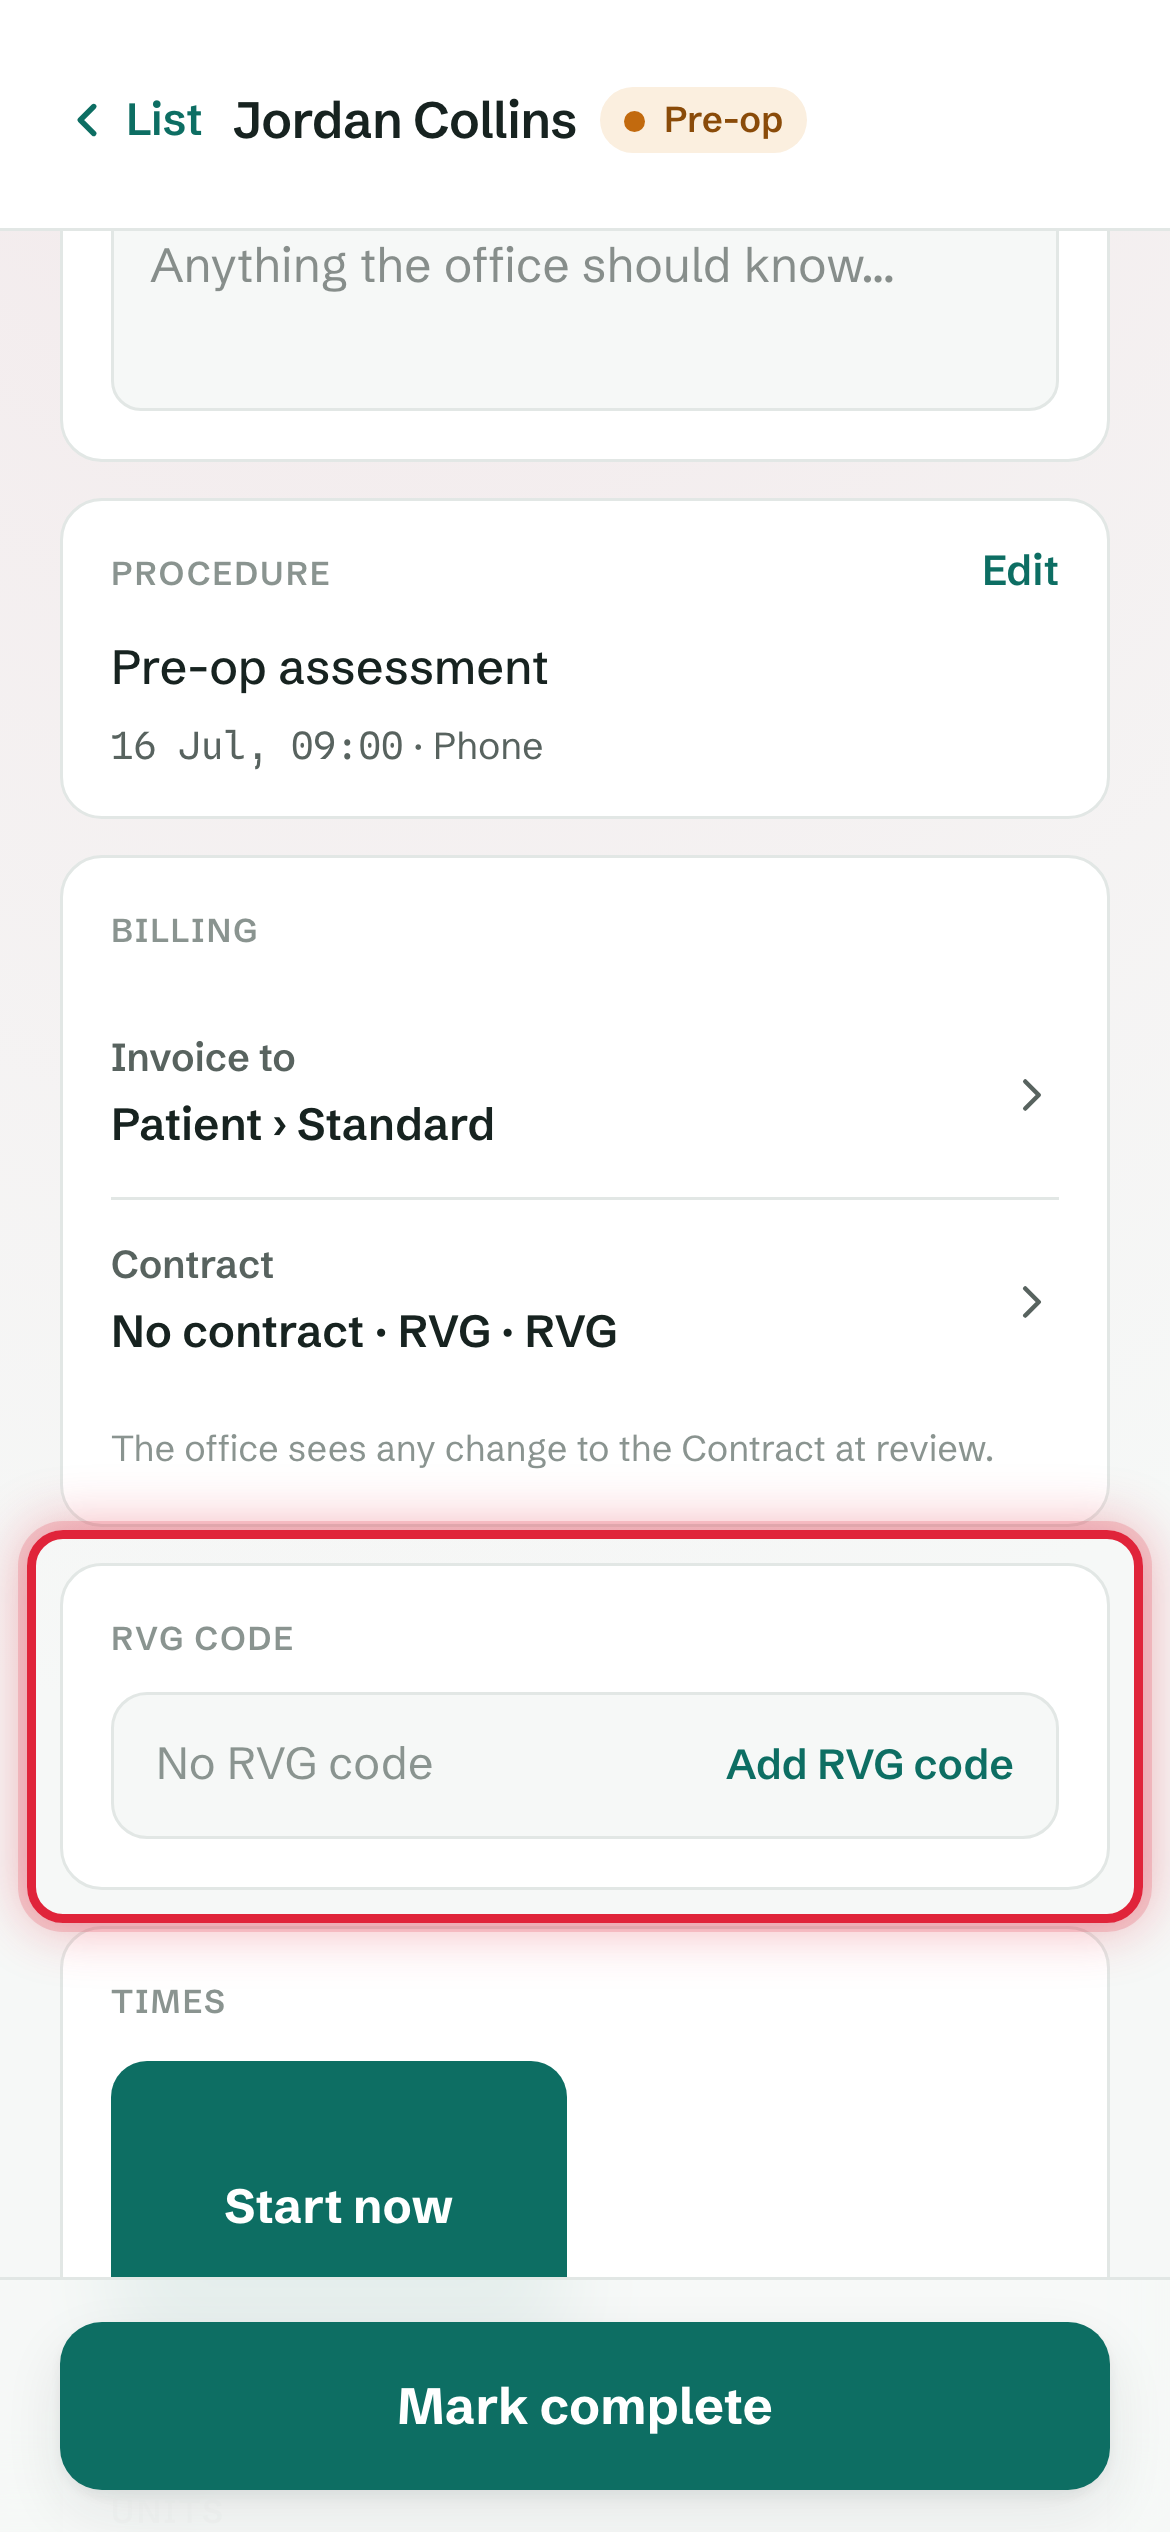 List Jordan Collins Pre-op
Anything the office should know...
PROCEDURE Edit
Pre-op assessment
16 Jul, 09:00 · Phone
BILLING
Invoice to
Patient › Standard
Contract
No contract · RVG · RVG
The office sees any change to the Contract at review.
RVG CODE
No RVG code Add RVG code
TIMES
Start now
Mark complete
UNITS